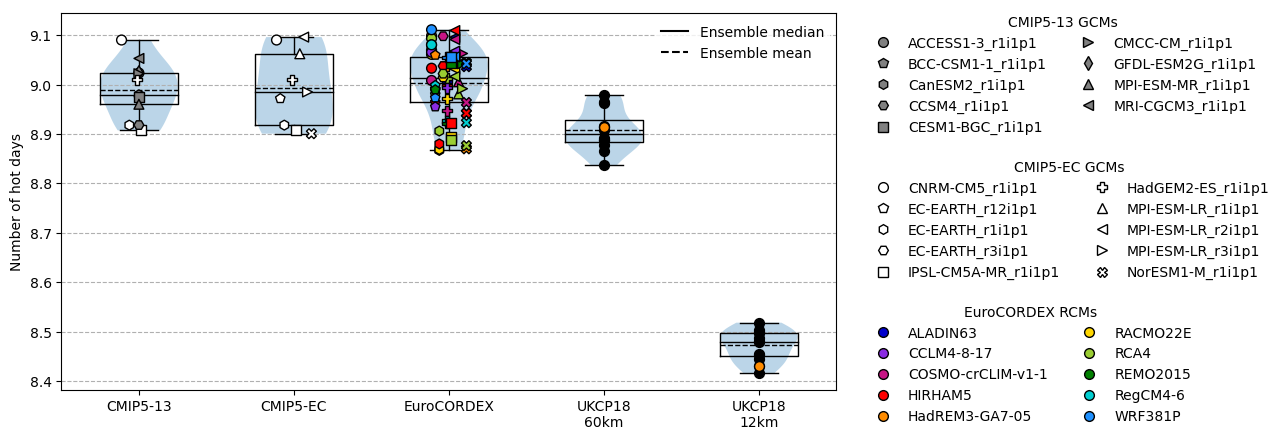 Number of hot days
9.1
9.0
8.9
8.8
8.7
8.6
8.5
8.4
Ensemble median
Ensemble mean
CMIP5-13
CMIP5-EC
EuroCORDEX
UKCP18
60km
UKCP18
12km
CMIP5-13 GCMs
ACCESS1-3_r1i1p1
BCC-CSM1-1_r1i1p1
CanESM2_r1i1p1
CCSM4_r1i1p1
CESM1-BGC_r1i1p1
CMCC-CM_r1i1p1
GFDL-ESM2G_r1i1p1
MPI-ESM-MR_r1i1p1
MRI-CGCM3_r1i1p1
CMIP5-EC GCMs
CNRM-CM5_r1i1p1
EC-EARTH_r12i1p1
EC-EARTH_r1i1p1
EC-EARTH_r3i1p1
IPSL-CM5A-MR_r1i1p1
HadGEM2-ES_r1i1p1
MPI-ESM-LR_r1i1p1
MPI-ESM-LR_r2i1p1
MPI-ESM-LR_r3i1p1
NorESM1-M_r1i1p1
EuroCORDEX RCMs
ALADIN63
CCLM4-8-17
COSMO-crCLIM-v1-1
HIRHAM5
HadREM3-GA7-05
RACMO22E
RCA4
REMO2015
RegCM4-6
WRF381P